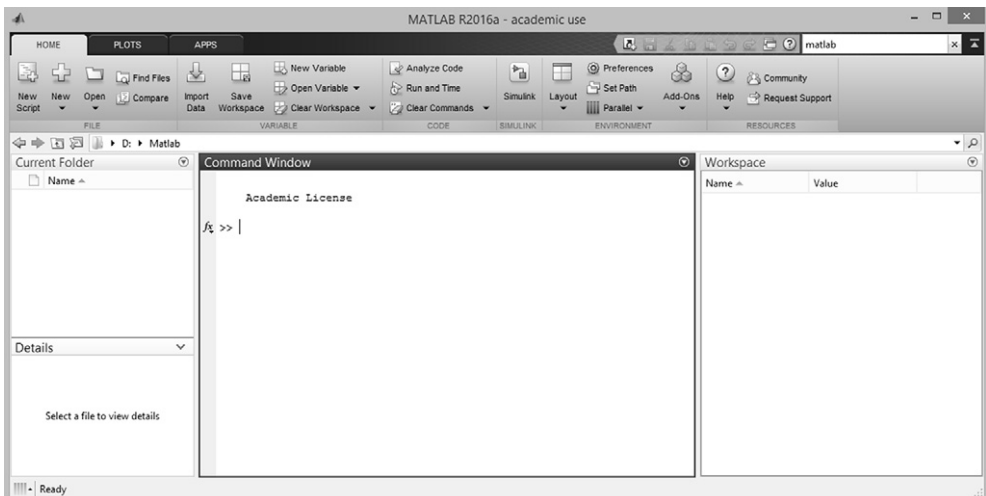 MATLAB R2016a - academic use
HOME PLOTS APPS
matlab
New Script
New
Open
Find Files
Compare
Import Data
Save Workspace
New Variable
Open Variable
Clear Workspace
Analyze Code
Run and Time
Clear Commands
Simulink
Layout
Preferences
Set Path
Parallel
Add-Ons
Help
Community
Request Support
FILE VARIABLE CODE SIMULINK ENVIRONMENT RESOURCES
D: Matlab
Current Folder
Name
Details
Select a file to view details
Command Window
Academic License
fx >>
Workspace
Name Value
Ready